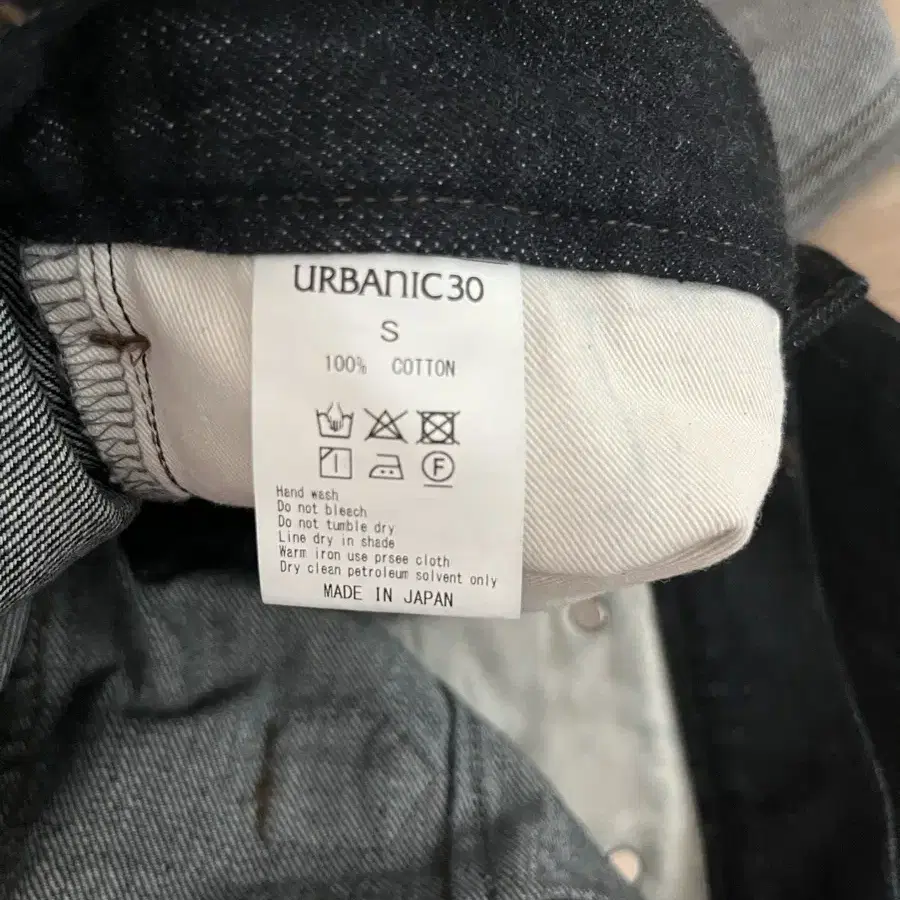 URBANIC30
S
100% COTTON
F
Hand wash
Do not bleach
Do not tumble dry
Line dry in shade
Warm iron use prsee cloth
Dry clean petroleum solvent only
MADE IN JAPAN